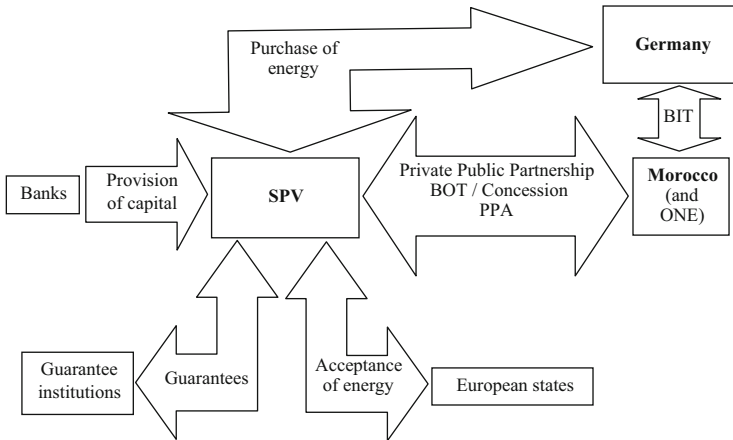 Purchase of
energy
Germany
BIT
Banks
Provision
of capital
SPV
Private Public Partnership
BOT / Concession
PPA
Morocco
(and
ONE)
Guarantee
institutions
Guarantees
Acceptance
of energy
European states